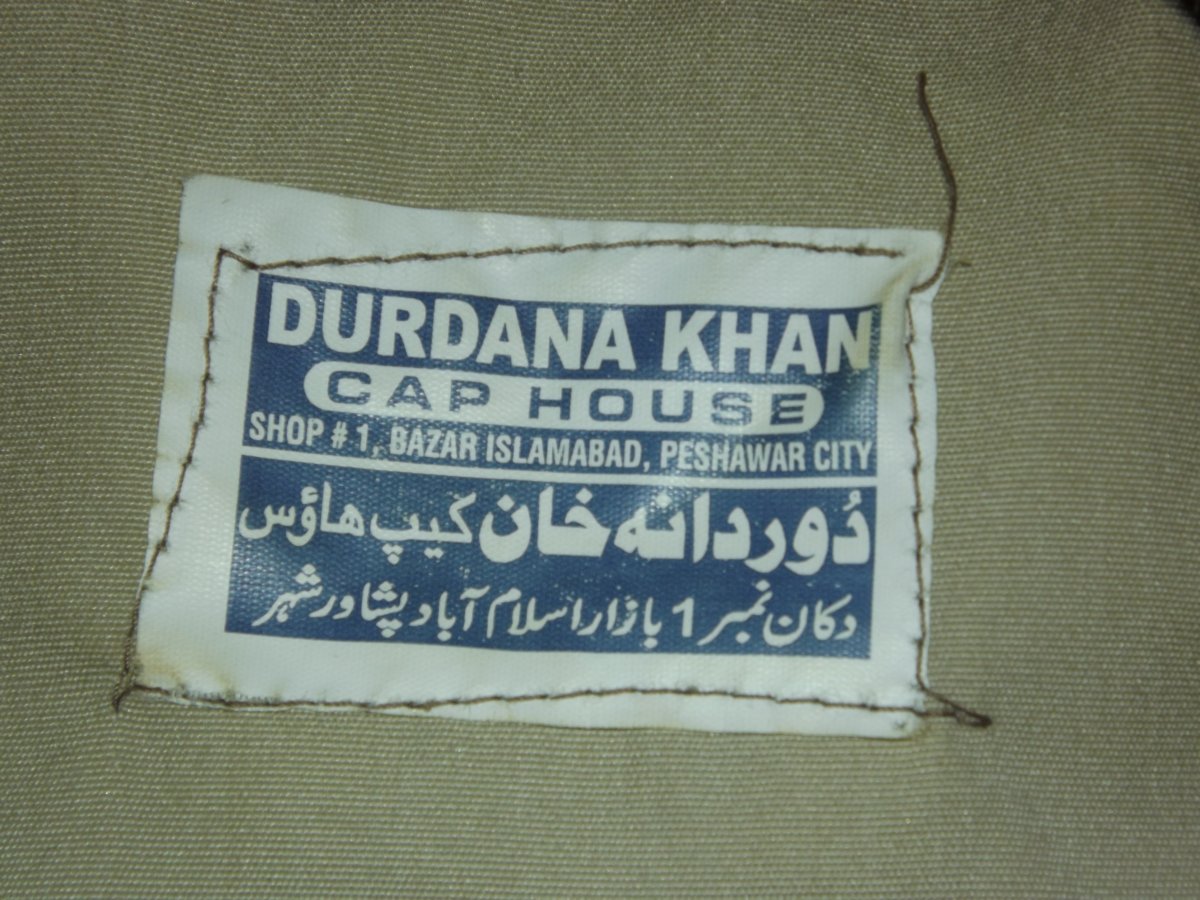 DURDANA KHAN
CAP HOUSE
SHOP # 1, BAZAR ISLAMABAD, PESHAWAR CITY
دُوردانہ خان کیپ ھاؤس
دکان نمبر 1 بازار اسلام آباد پشاور شہر